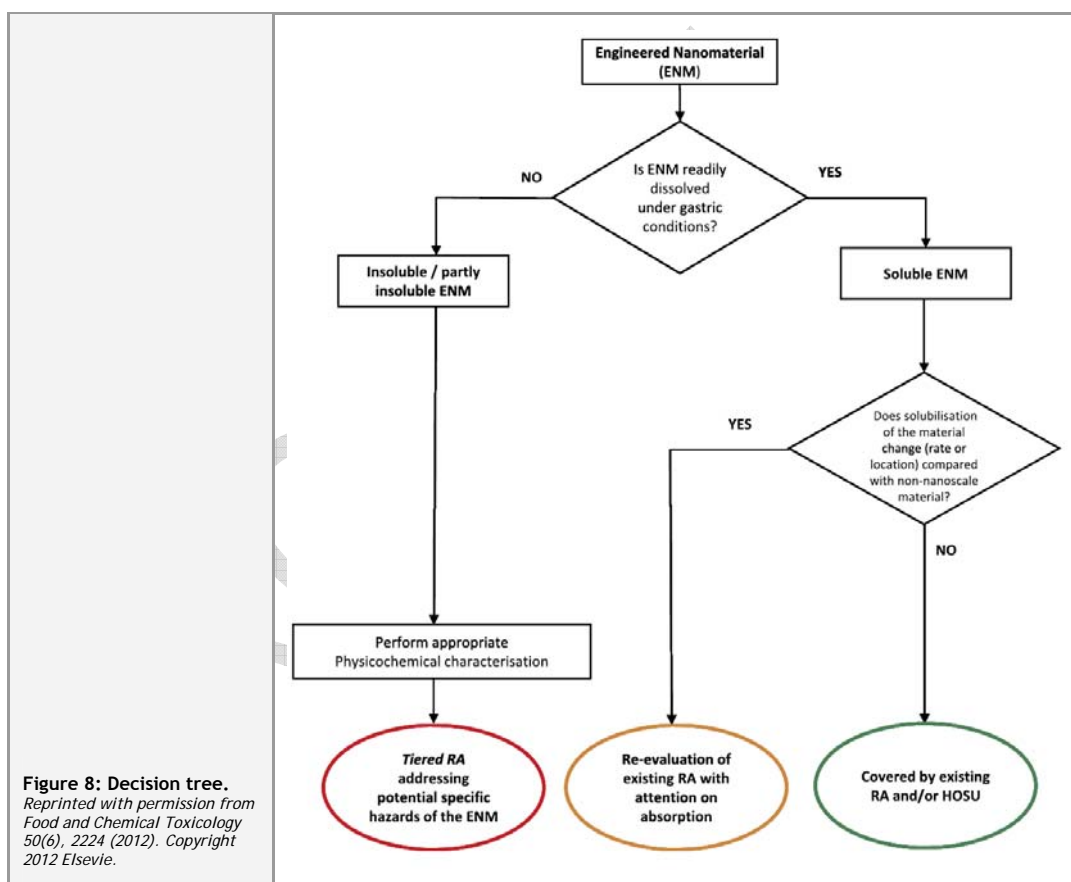 Engineered Nanomaterial
(ENM)
Is ENM readily
dissolved
under gastric
conditions?
NO
YES
Insoluble / partly
insoluble ENM
Soluble ENM
Does solubilisation
of the material
change (rate or
location) compared
with non-nanoscale
material?
YES
NO
Perform appropriate
Physicochemical characterisation
Tiered RA
addressing
potential specific
hazards of the ENM
Re-evaluation of
existing RA with
attention on
absorption
Covered by existing
RA and/or HOSU
Figure 8: Decision tree.
Reprinted with permission from
Food and Chemical Toxicology
50(6), 2224 (2012). Copyright
2012 Elsevie.